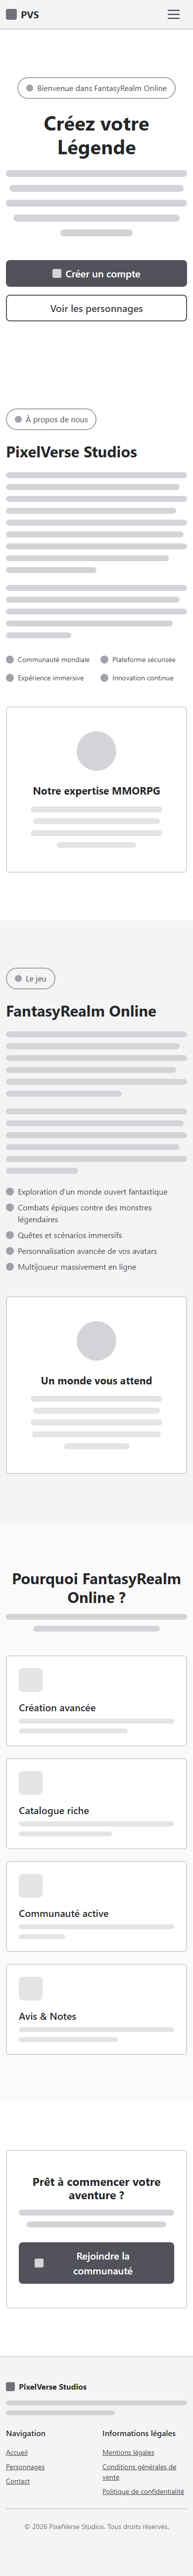 PVS
Bienvenue dans FantasyRealm Online
Créez votre
Légende
Créer un compte
Voir les personnages
À propos de nous
PixelVerse Studios
Communauté mondiale
Plateforme sécurisée
Expérience immersive
Innovation continue
Notre expertise MMORPG
Le jeu
FantasyRealm Online
Exploration d'un monde ouvert fantastique
Combats épiques contre des monstres
légendaires
Quêtes et scénarios immersifs
Personnalisation avancée de vos avatars
Multijoueur massivement en ligne
Un monde vous attend
Pourquoi FantasyRealm
Online ?
Création avancée
Catalogue riche
Communauté active
Avis & Notes
Prêt à commencer votre
aventure ?
Rejoindre la
communauté
PixelVerse Studios
Navigation
Accueil
Personnages
Contact
Informations légales
Mentions légales
Conditions générales de
vente
Politique de confidentialité
© 2026 PixelVerse Studios. Tous droits réservés.